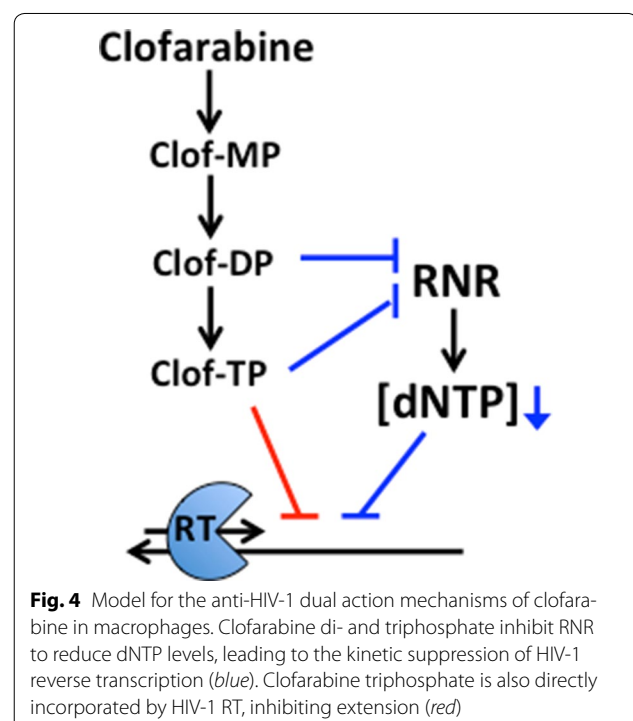 Clofarabine
Clof-MP
Clof-DP
RNR
Clof-TP
[dNTP]
RT
Fig. 4 Model for the anti-HIV-1 dual action mechanisms of clofara-
bine in macrophages. Clofarabine di- and triphosphate inhibit RNR
to reduce dNTP levels, leading to the kinetic suppression of HIV-1
reverse transcription (blue). Clofarabine triphosphate is also directly
incorporated by HIV-1 RT, inhibiting extension (red)